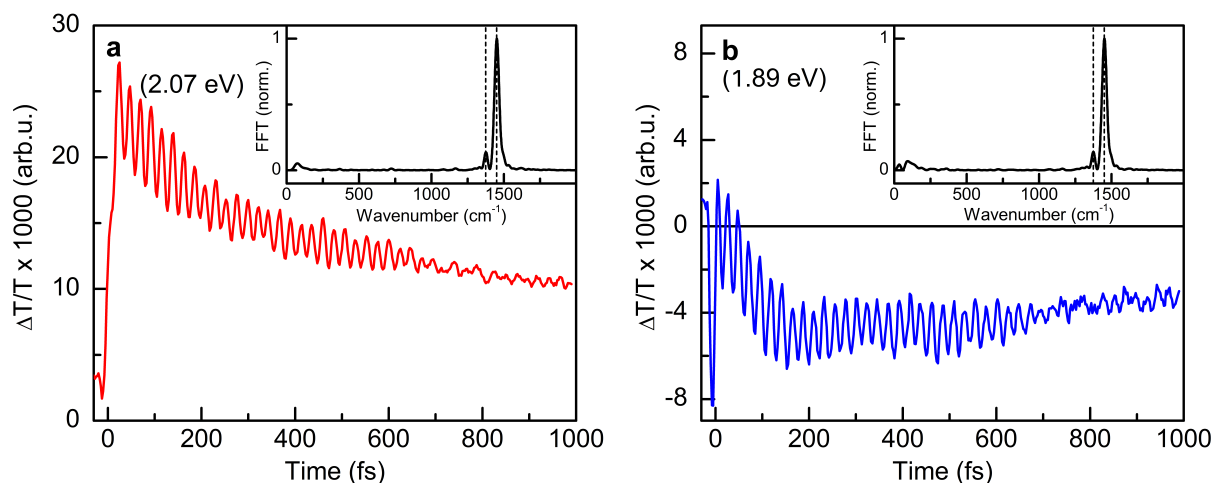 a
(2.07 eV)
ΔT/T x 1000 (arb.u.)
30
20
10
0
0 200 400 600 800 1000
Time (fs)
FFT (norm.)
1
0
0 500 1000 1500
Wavenumber (cm⁻¹)
b
(1.89 eV)
ΔT/T x 1000 (arb.u.)
8
4
0
-4
-8
0 200 400 600 800 1000
Time (fs)
FFT (norm.)
1
0
0 500 1000 1500
Wavenumber (cm⁻¹)